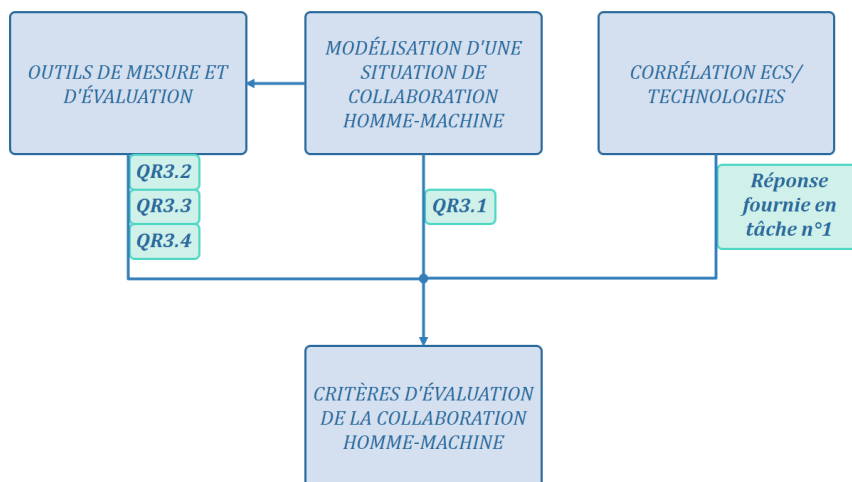 OUTILS DE MESURE ET
D'ÉVALUATION
MODÉLISATION D'UNE
SITUATION DE
COLLABORATION
HOMME-MACHINE
CORRÉLATION ECS/
TECHNOLOGIES
QR3.2
QR3.3
QR3.4
QR3.1
Réponse
fournie en
tâche n°1
CRITÈRES D'ÉVALUATION
DE LA COLLABORATION
HOMME-MACHINE